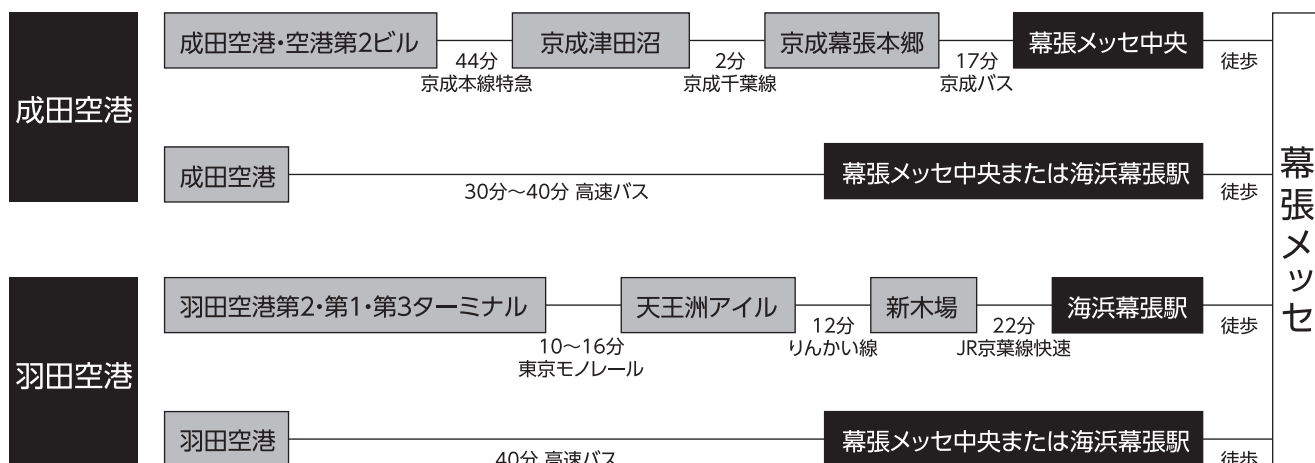 成田空港
成田空港・空港第2ビル
44分
京成本線特急
京成津田沼
2分
京成千葉線
京成幕張本郷
17分
京成バス
幕張メッセ中央
徒歩
成田空港
30分～40分 高速バス
幕張メッセ中央または海浜幕張駅
徒歩
羽田空港
羽田空港第2・第1・第3ターミナル
10～16分
東京モノレール
天王洲アイル
12分
りんかい線
新木場
22分
JR京葉線快速
海浜幕張駅
徒歩
羽田空港
40分 高速バス
幕張メッセ中央または海浜幕張駅
徒歩
幕張メッセ